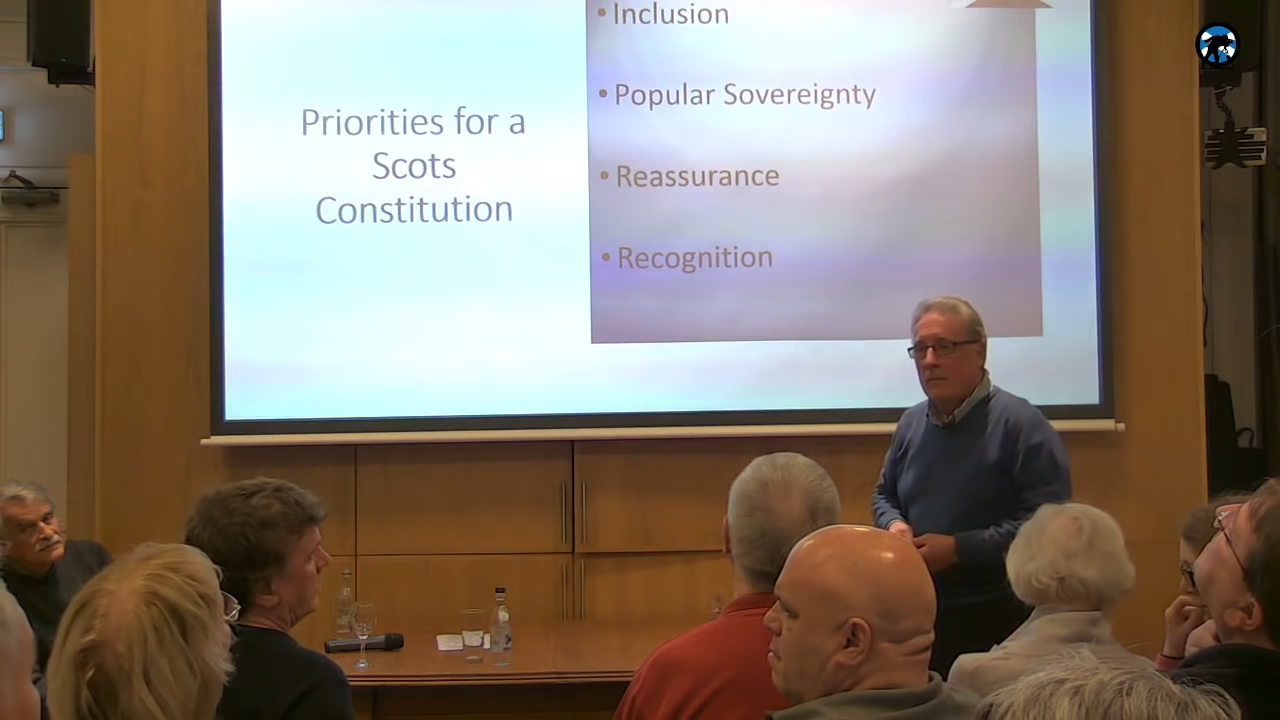 Priorities for a
Scots
Constitution
• Inclusion
• Popular Sovereignty
• Reassurance
• Recognition